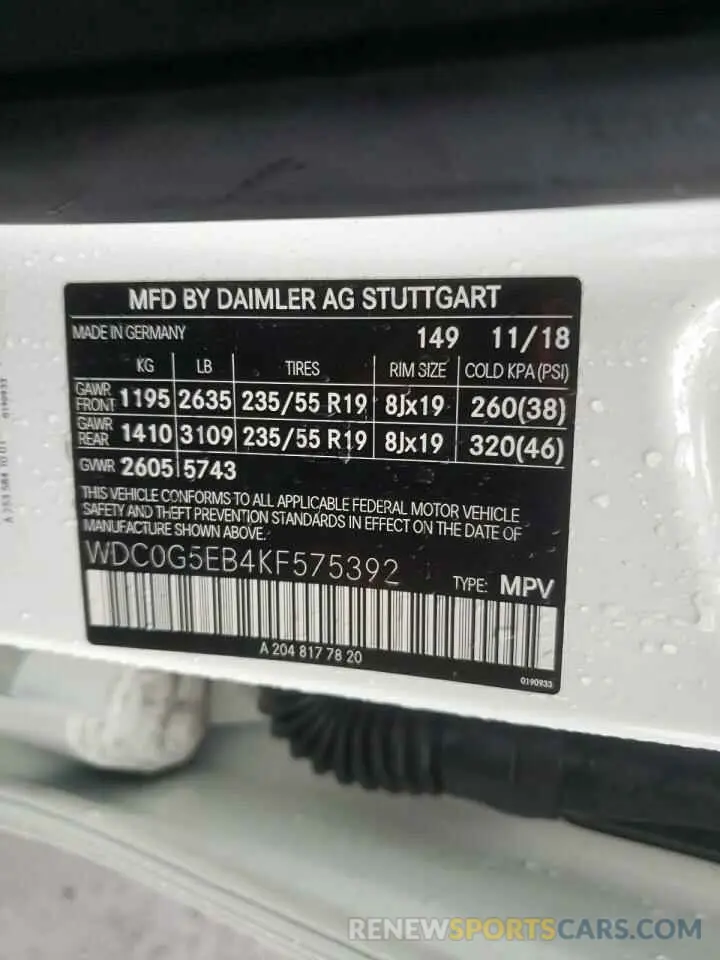 MFD BY DAIMLER AG STUTTGART
MADE IN GERMANY 149 11/18
KG LB TIRES RIM SIZE COLD KPA (PSI)
GAWR FRONT 1195 2635 235/55 R19 8Jx19 260(38)
GAWR REAR 1410 3109 235/55 R19 8Jx19 320(46)
GVWR 2605 5743
THIS VEHICLE CONFORMS TO ALL APPLICABLE FEDERAL MOTOR VEHICLE
SAFETY AND THEFT PREVENTION STANDARDS IN EFFECT ON THE DATE OF
MANUFACTURE SHOWN ABOVE.
WDC0G5EB4KF575392 TYPE: MPV
A 204 817 78 20
0190933
0190933
RENEWSPORTSCARS.COM